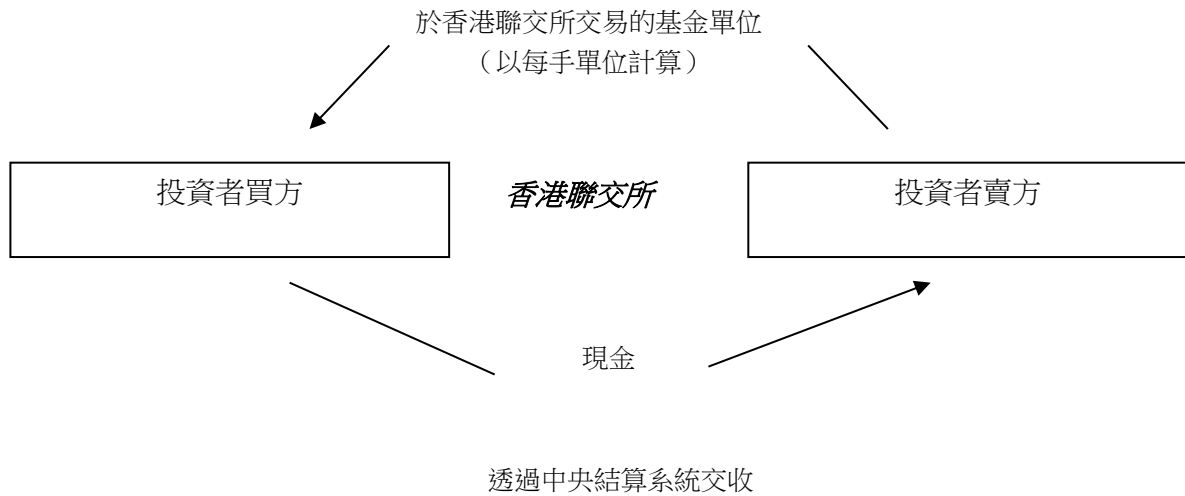 於香港聯交所交易的基金單位
（以每手單位計算）
投資者買方
香港聯交所
投資者賣方
現金
透過中央結算系統交收